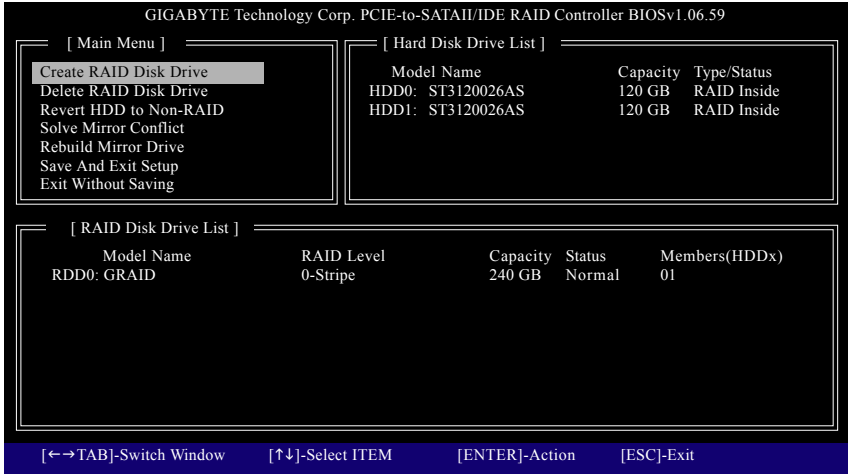 GIGABYTE Technology Corp. PCIE-to-SATAII/IDE RAID Controller BIOSv1.06.59
[ Main Menu ]
Create RAID Disk Drive
Delete RAID Disk Drive
Revert HDD to Non-RAID
Solve Mirror Conflict
Rebuild Mirror Drive
Save And Exit Setup
Exit Without Saving
[ Hard Disk Drive List ]
Model Name Capacity Type/Status
HDD0: ST3120026AS 120 GB RAID Inside
HDD1: ST3120026AS 120 GB RAID Inside
[ RAID Disk Drive List ]
Model Name RAID Level Capacity Status Members(HDDx)
RDD0: GRAID 0-Stripe 240 GB Normal 01
[←→TAB]-Switch Window [↑↓]-Select ITEM [ENTER]-Action [ESC]-Exit